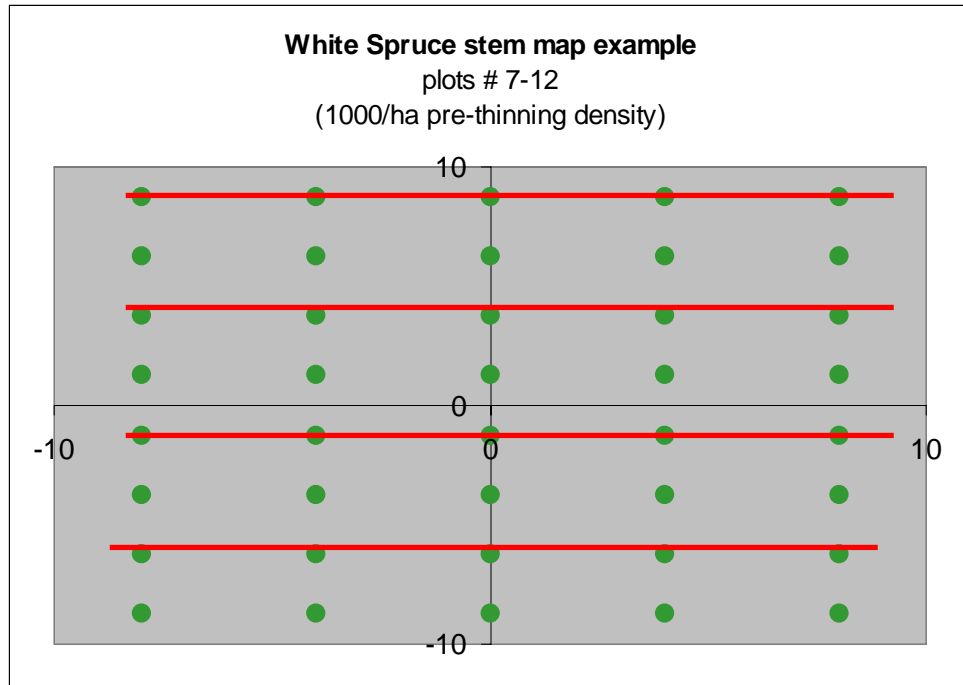 White Spruce stem map example
plots # 7-12
(1000/ha pre-thinning density)
10
0
-10
0
10
-10